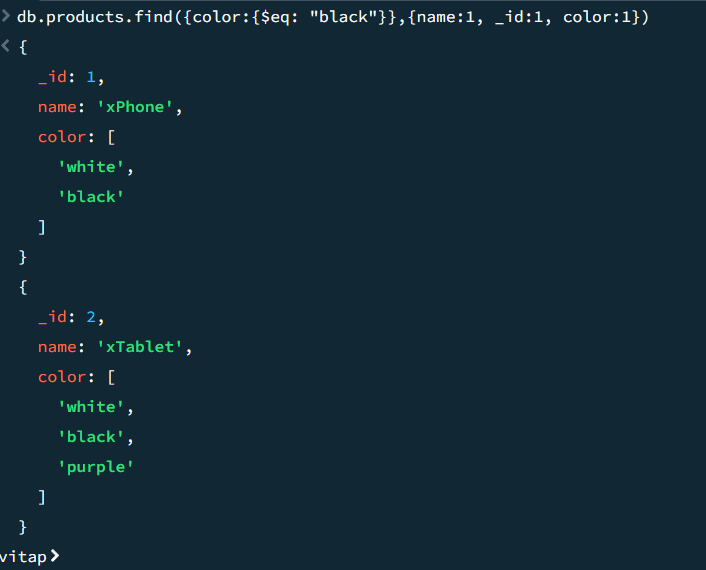 > db.products.find({color:{$eq: "black"}},{name:1, _id:1, color:1})
< {
_id: 1,
name: 'xPhone',
color: [
'white',
'black'
]
}
{
_id: 2,
name: 'xTablet',
color: [
'white',
'black',
'purple'
]
}
vitap>